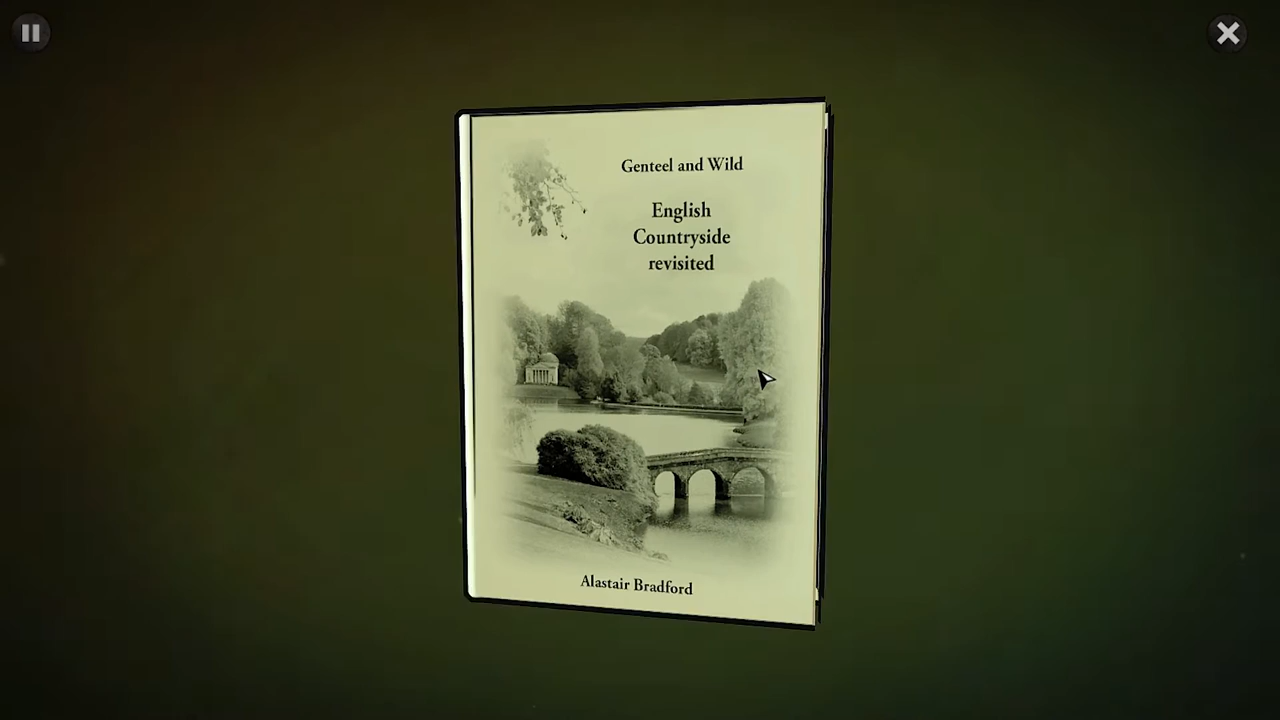 Genteel and Wild
English
Countryside
revisited
Alastair Bradford